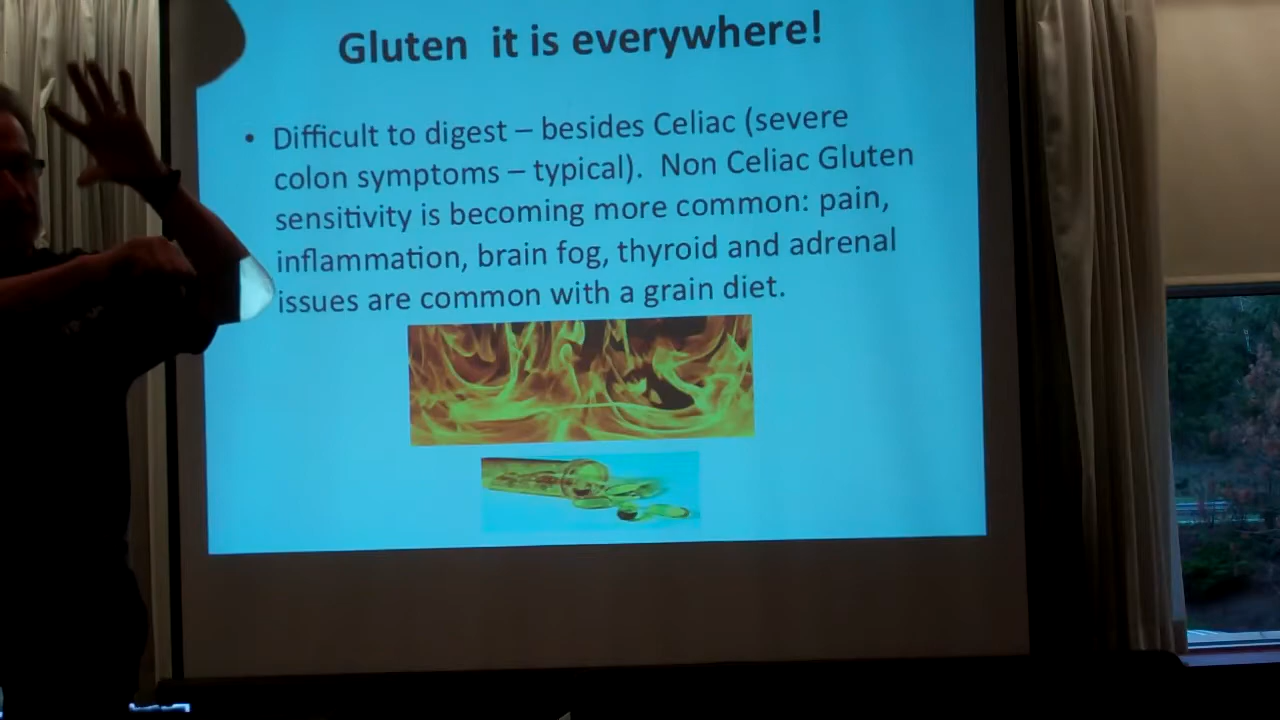 Gluten it is everywhere!
• Difficult to digest – besides Celiac (severe
colon symptoms – typical). Non Celiac Gluten
sensitivity is becoming more common: pain,
inflammation, brain fog, thyroid and adrenal
issues are common with a grain diet.